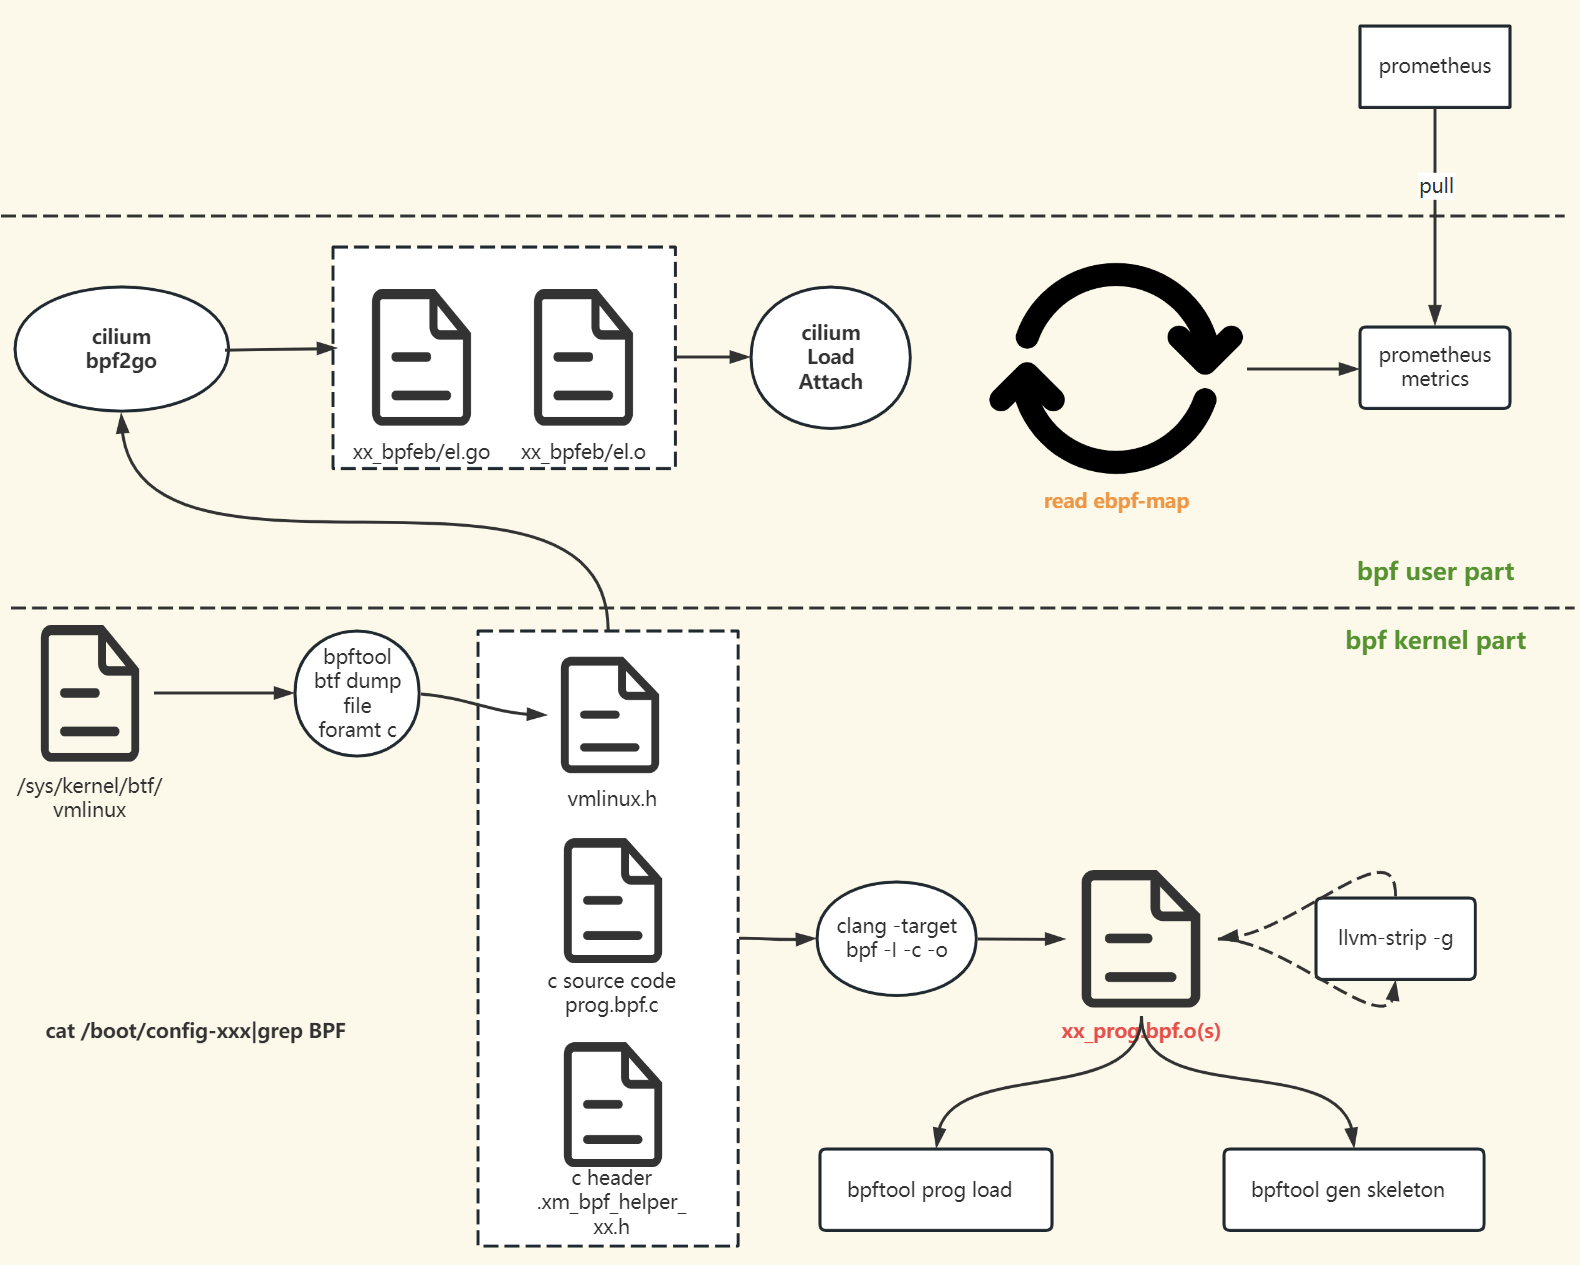 prometheus
pull
cilium
bpf2go
xx_bpfeb/el.go
xx_bpfeb/el.o
cilium
Load
Attach
read ebpf-map
prometheus
metrics
bpf user part
bpf kernel part
/sys/kernel/btf/
vmlinux
bpftool
btf dump
file
foramt c
vmlinux.h
c source code
prog.bpf.c
c header
.xm_bpf_helper_
xx.h
cat /boot/config-xxx|grep BPF
clang -target
bpf -I -c -o
xx_prog.bpf.o(s)
llvm-strip -g
bpftool prog load
bpftool gen skeleton